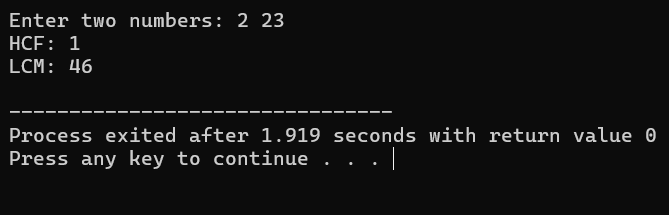 Enter two numbers: 2 23
HCF: 1
LCM: 46
--------------------------------
Process exited after 1.919 seconds with return value 0
Press any key to continue . . .